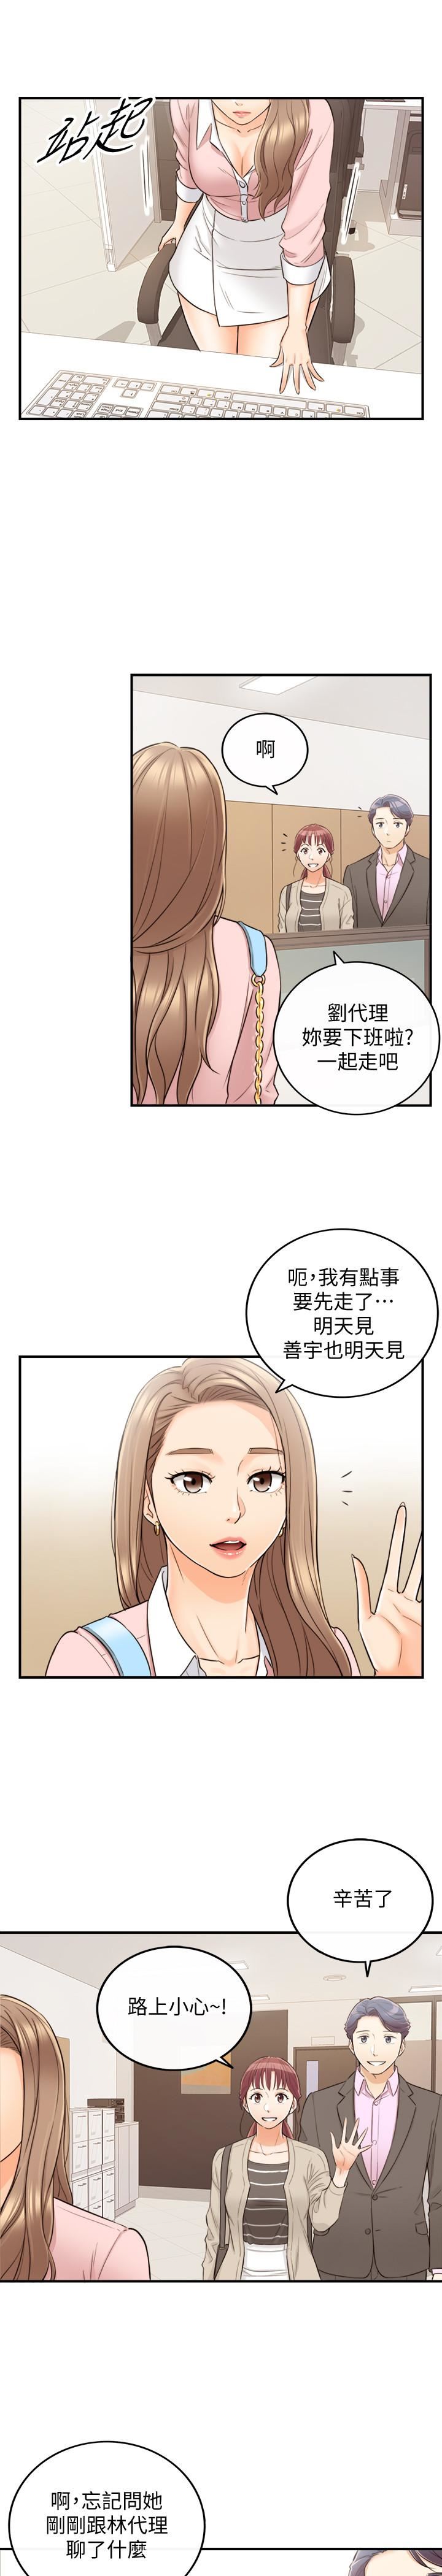 站起
啊
劉代理
妳要下班啦?
一起走吧
呃,我有點事
要先走了⋯
明天見
善宇也明天見
辛苦了
路上小心~!
啊,忘記問她
剛剛跟林代理
聊了什麼